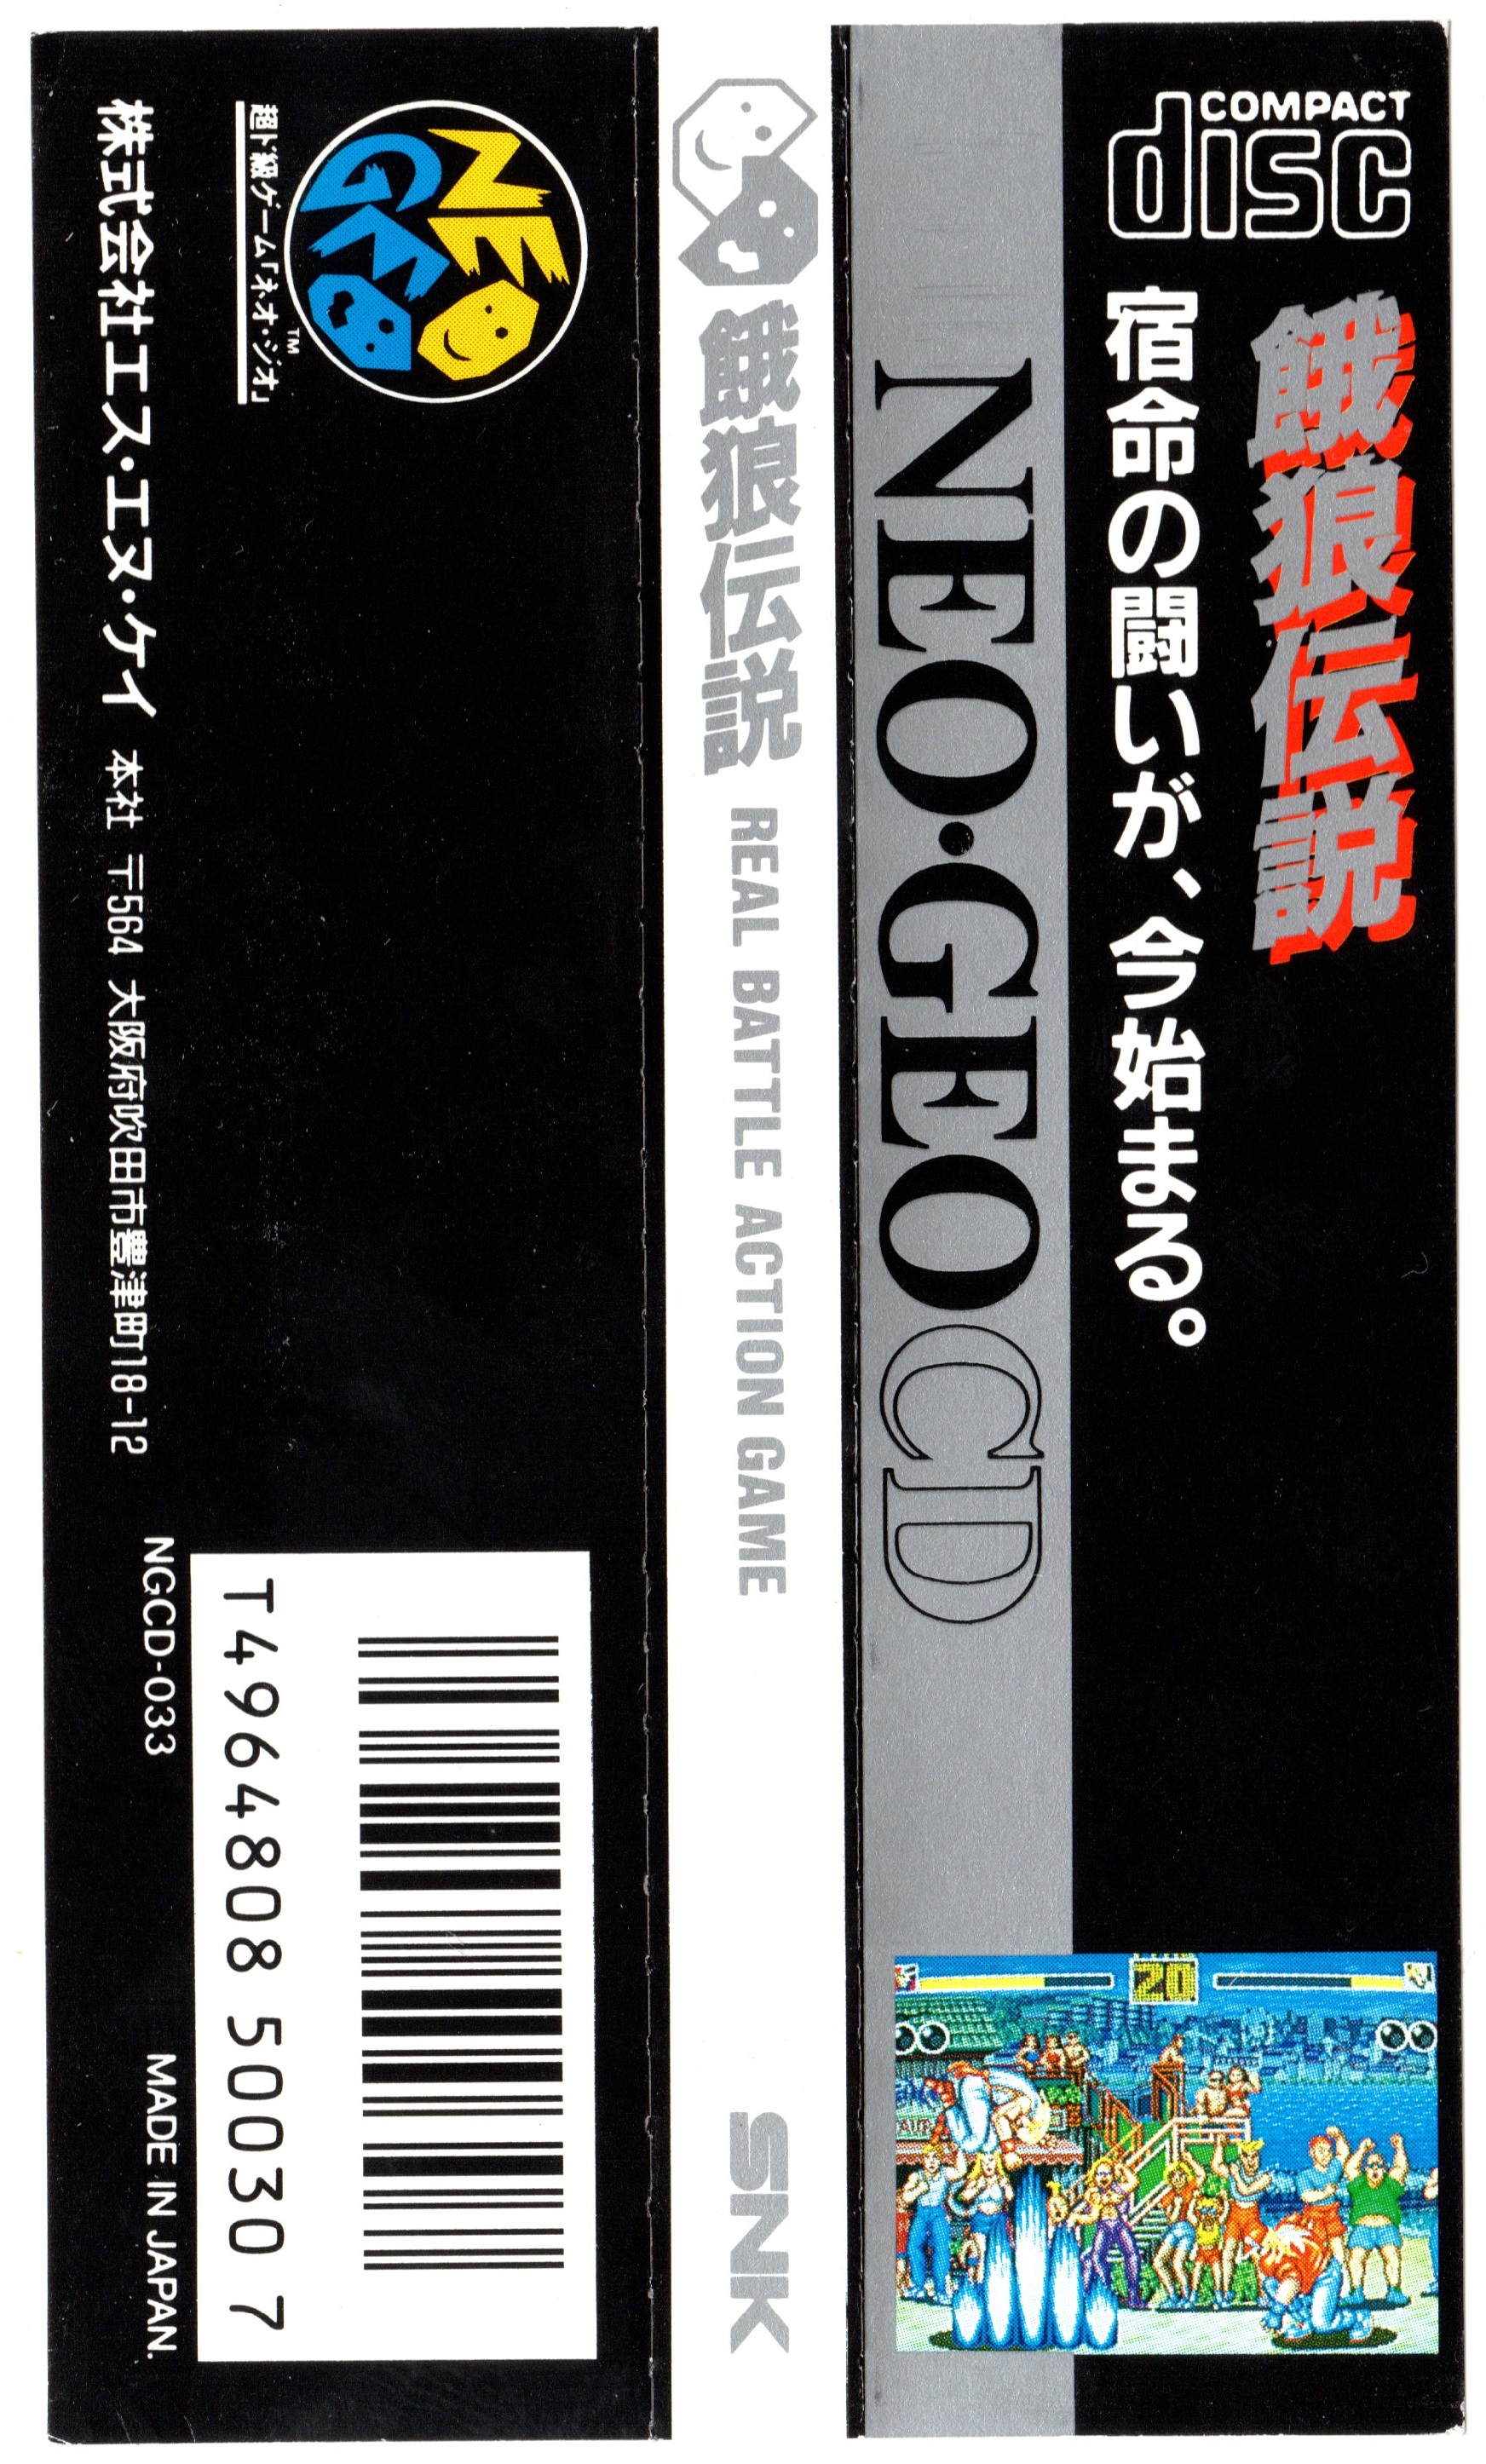 COMPACT
disc
餓狼伝説
宿命の闘いが、今始まる。
NEO•GEO CD
20
餓狼伝説 REAL BATTLE ACTION GAME SNK
NEO
GEO
TM
超ド級ゲーム「ネオ・ジオ」
株式会社エス・エヌ・ケイ 本社 〒564 大阪府吹田市豊津町18-12
T4964808 50030 7
NGCD-033
MADE IN JAPAN.